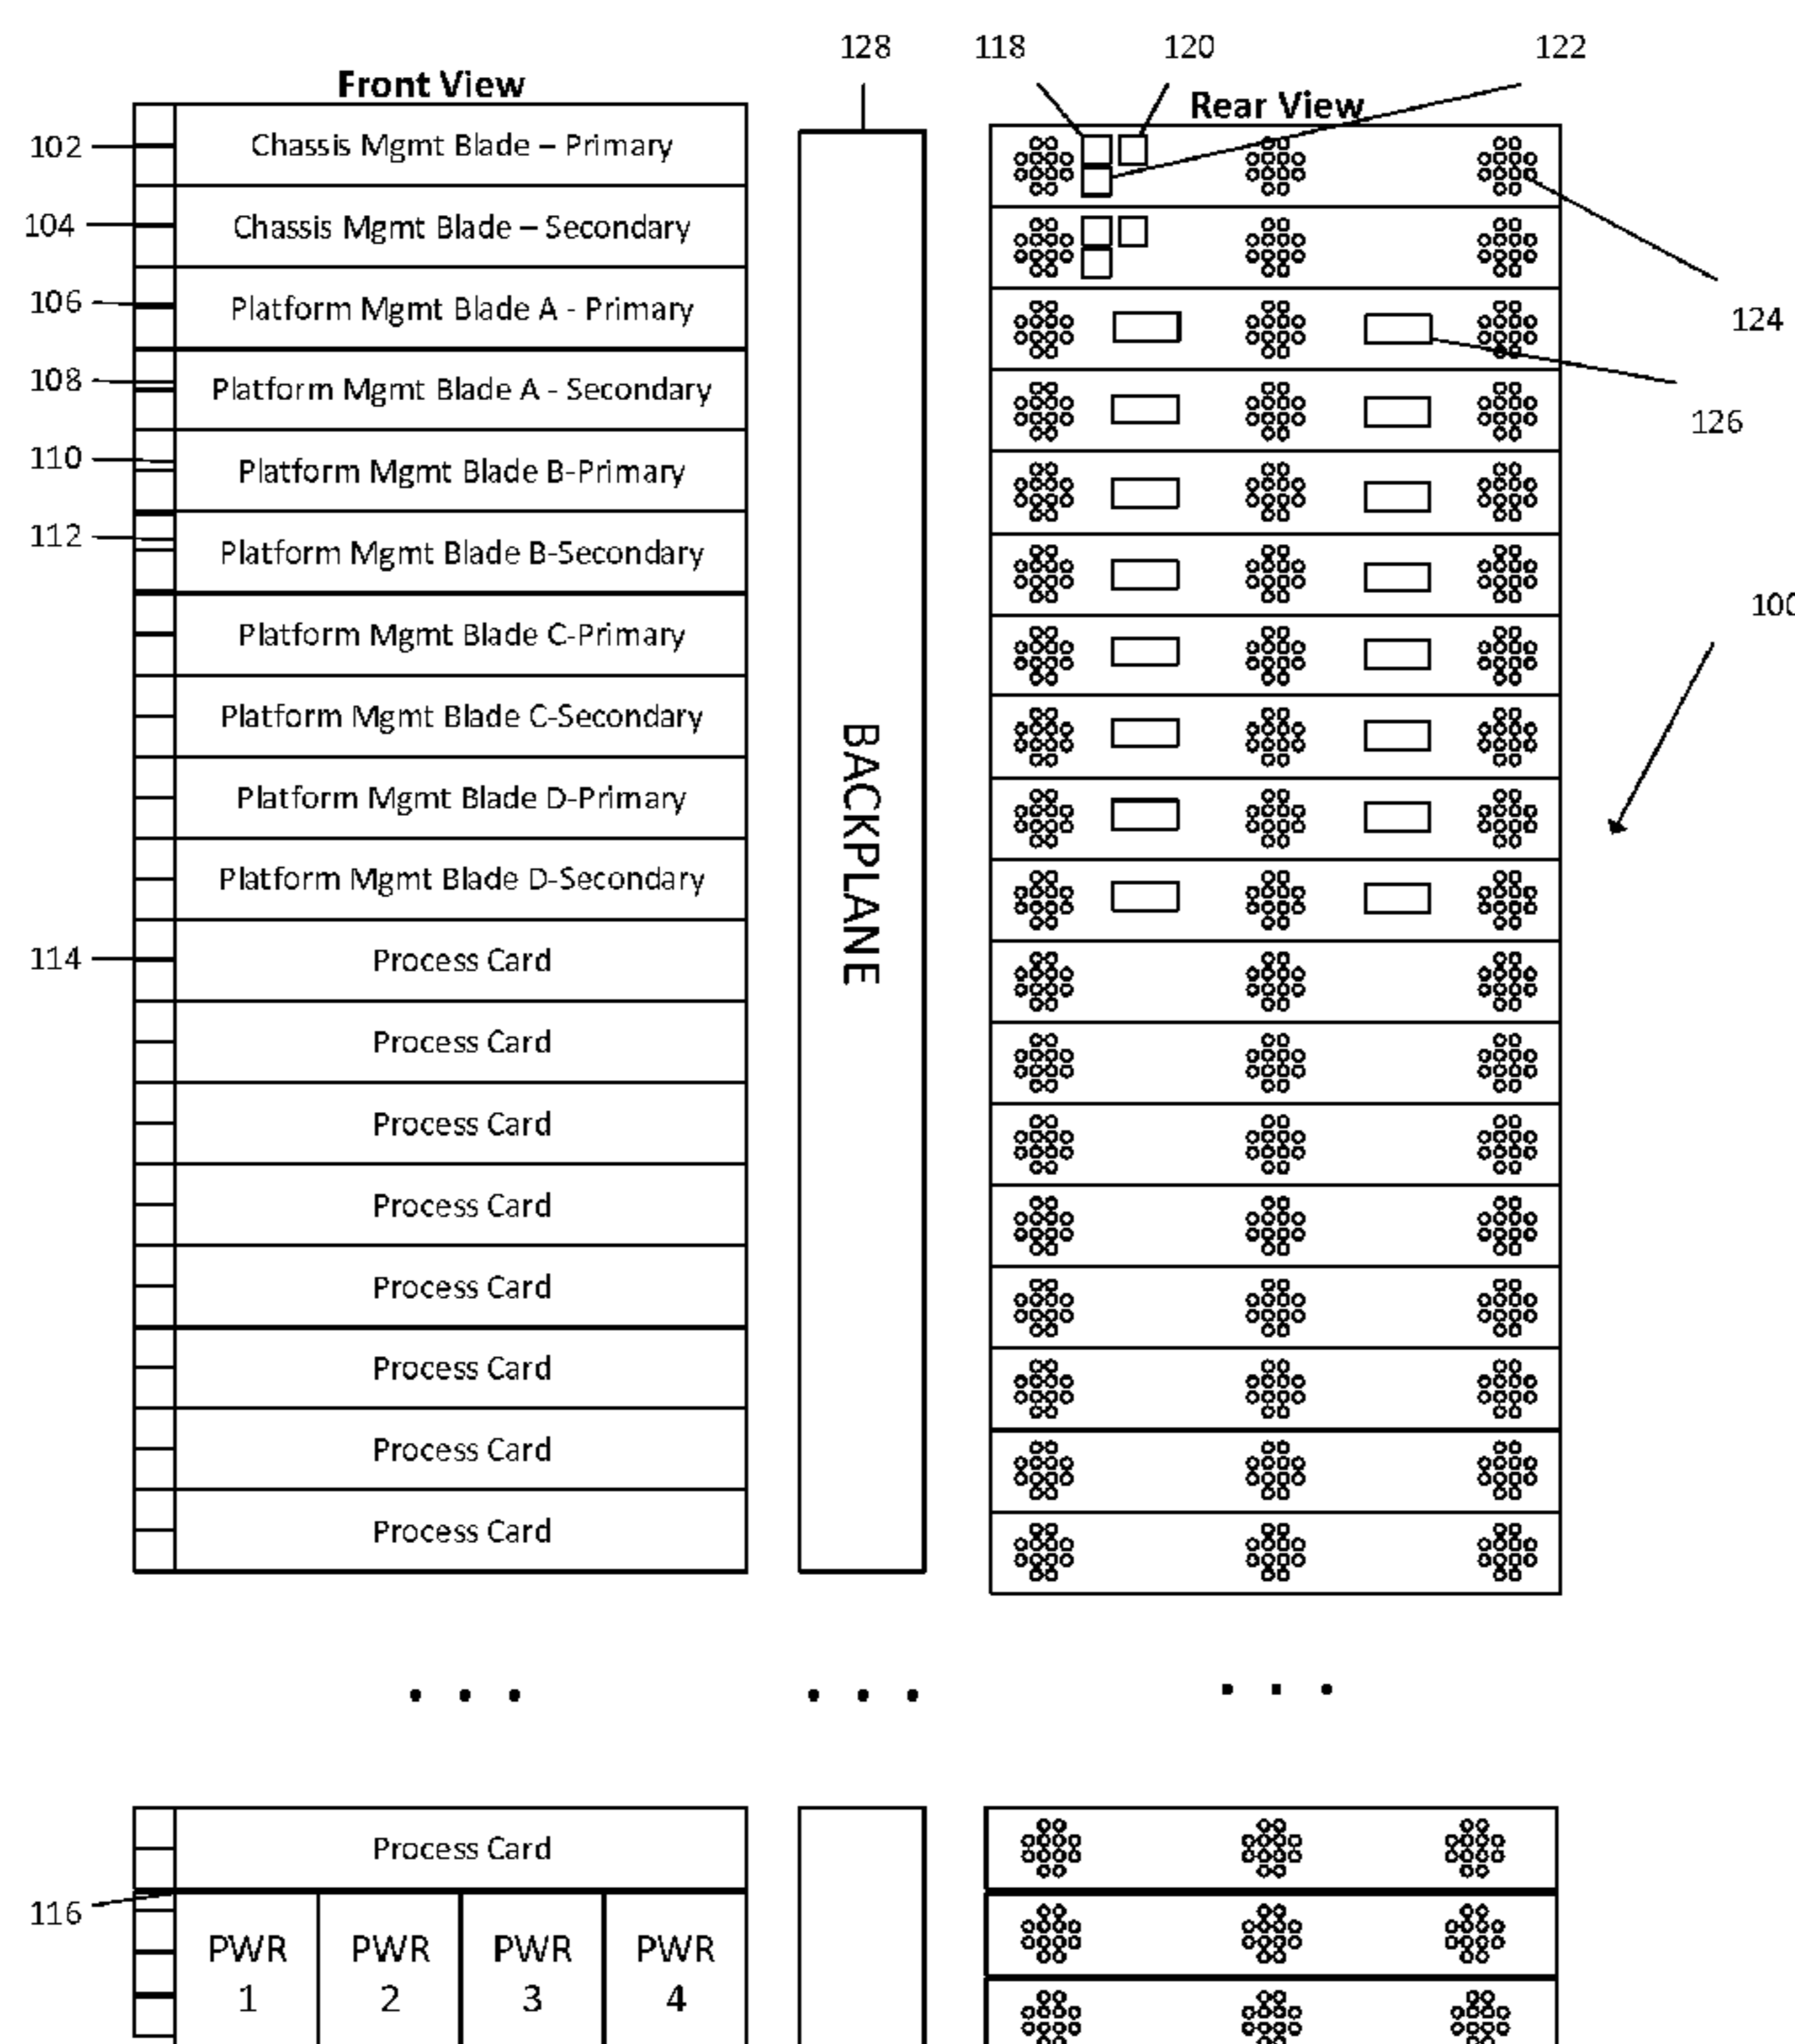 128
118
120
122
Front View
Rear View
102
Chassis Mgmt Blade – Primary
104
Chassis Mgmt Blade – Secondary
106
Platform Mgmt Blade A - Primary
124
108
Platform Mgmt Blade A - Secondary
126
110
Platform Mgmt Blade B-Primary
112
Platform Mgmt Blade B-Secondary
100
Platform Mgmt Blade C-Primary
Platform Mgmt Blade C-Secondary
BACKPLANE
Platform Mgmt Blade D-Primary
Platform Mgmt Blade D-Secondary
114
Process Card
Process Card
Process Card
Process Card
Process Card
Process Card
Process Card
Process Card
. . .
. . .
. . .
Process Card
116
PWR 1
PWR 2
PWR 3
PWR 4